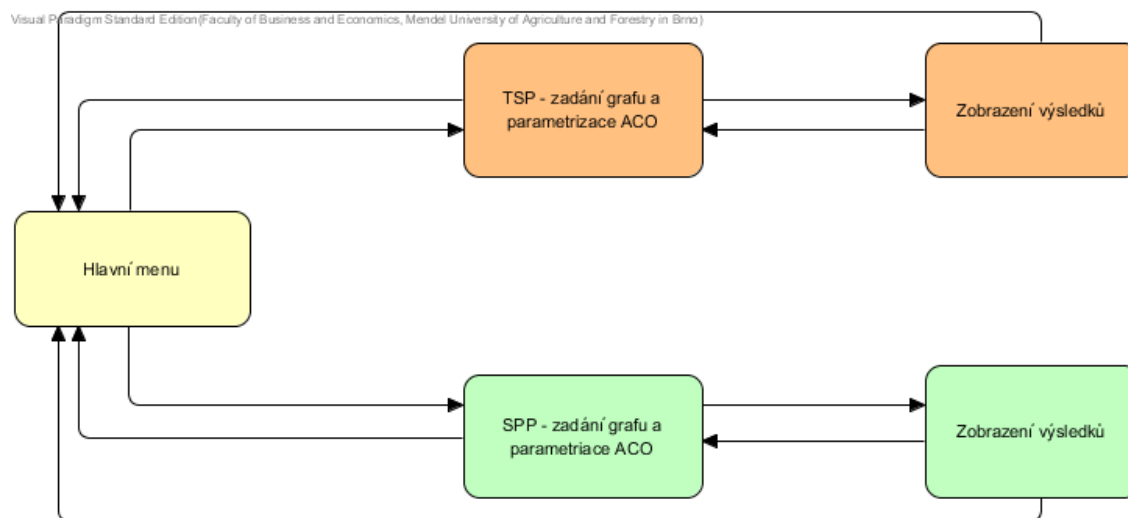 Visual Paradigm Standard Edition(Faculty of Business and Economics, Mendel University of Agriculture and Forestry in Brno)
TSP - zadání grafu a
parametrizace ACO
Zobrazení výsledků
Hlavní menu
SPP - zadání grafu a
parametriace ACO
Zobrazení výsledků